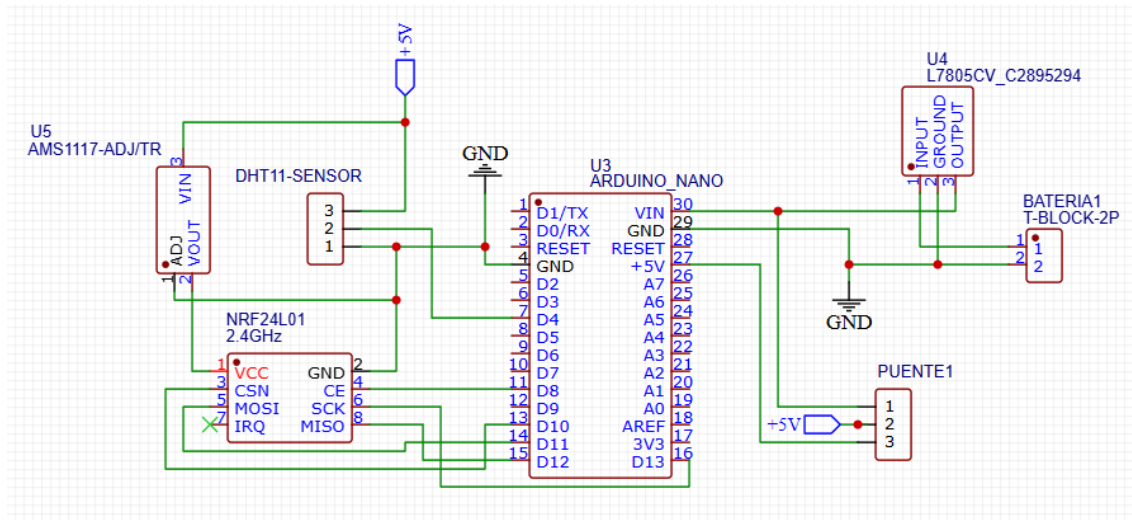 +5V
U5
AMS1117-ADJ/TR
3
VIN
ADJ
VOUT
1
2
DHT11-SENSOR
3
2
1
GND
NRF24L01
2.4GHz
1 VCC GND 2
3 CSN CE 4
5 MOSI SCK 6
7 IRQ MISO 8
U3
ARDUINO_NANO
1 D1/TX VIN 30
2 D0/RX GND 29
3 RESET RESET 28
4 GND +5V 27
5 D2 A7 26
6 D3 A6 25
7 D4 A5 24
8 D5 A4 23
9 D6 A3 22
10 D7 A2 21
11 D8 A1 20
12 D9 A0 19
13 D10 AREF 18
14 D11 3V3 17
15 D12 D13 16
U4
L7805CV_C2895294
INPUT
GROUND
OUTPUT
1 2 3
BATERIA1
T-BLOCK-2P
1 1
2 2
GND
PUENTE1
1
+5V 2
3